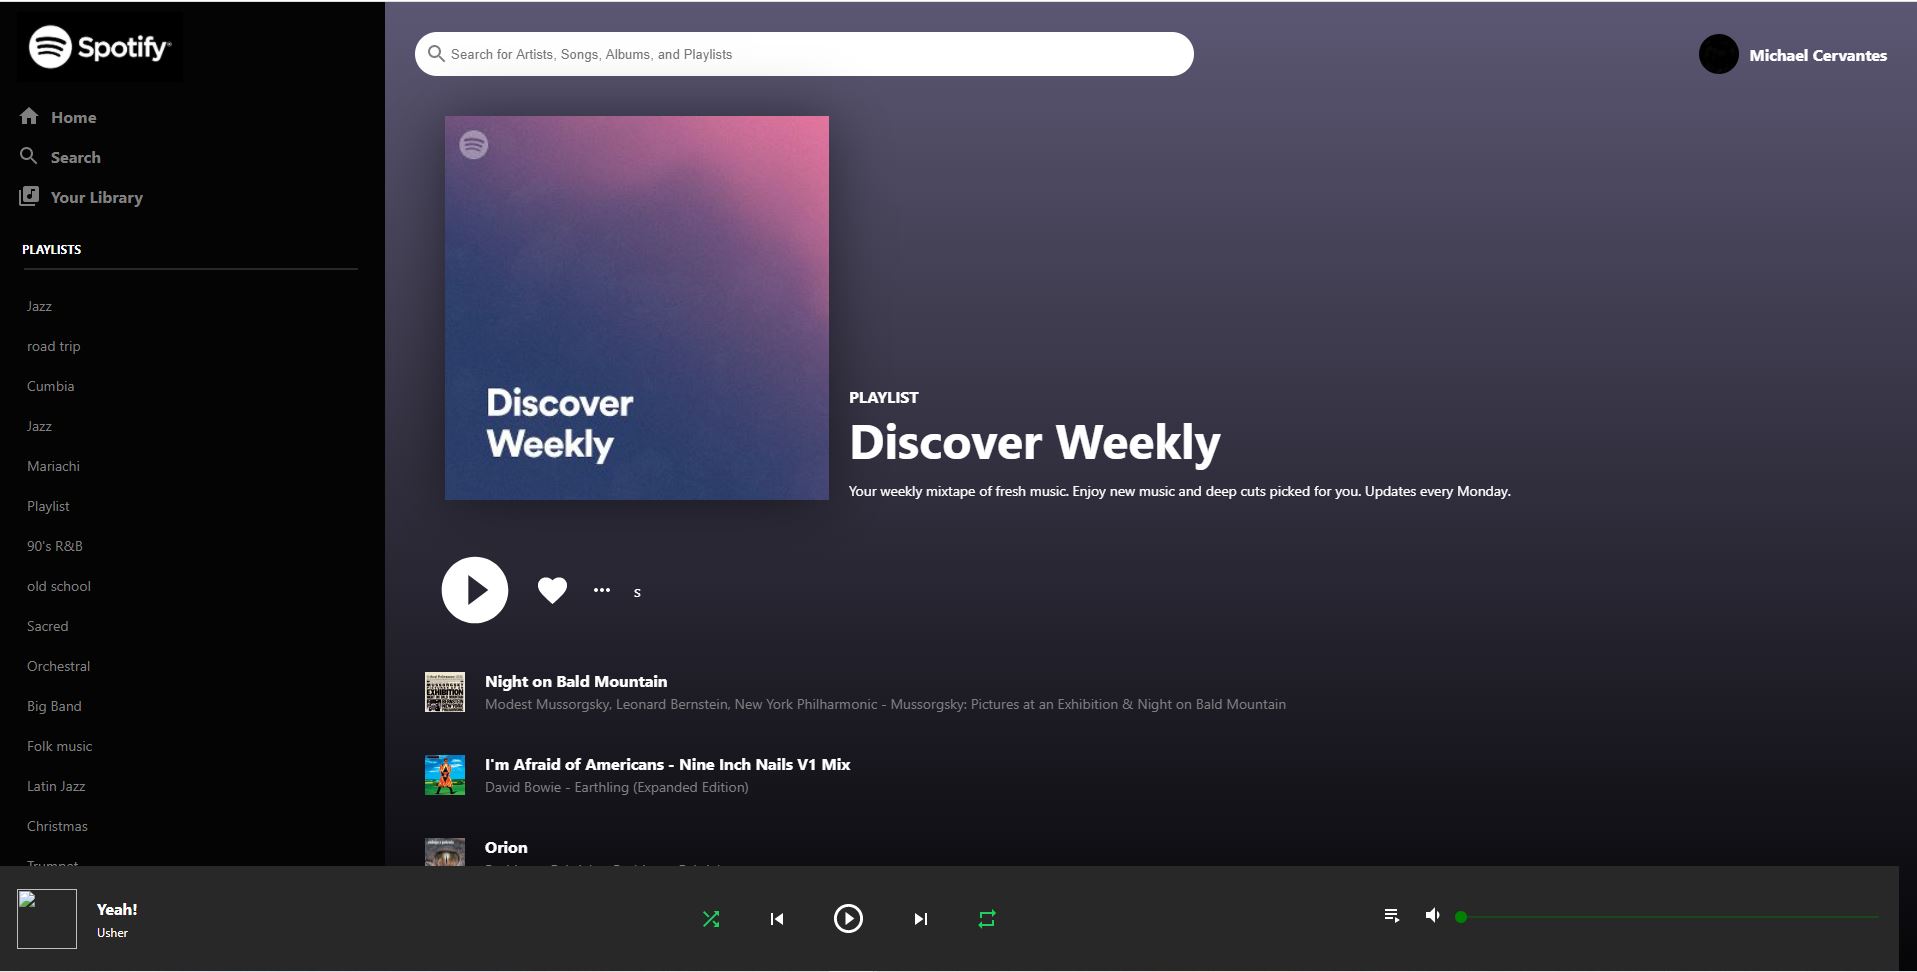 Spotify
Search for Artists, Songs, Albums, and Playlists
Michael Cervantes
Home
Search
Your Library
PLAYLISTS
Jazz
road trip
Cumbia
Jazz
Mariachi
Playlist
90's R&B
old school
Sacred
Orchestral
Big Band
Folk music
Latin Jazz
Christmas
Trumpet
Discover
Weekly
PLAYLIST
Discover Weekly
Your weekly mixtape of fresh music. Enjoy new music and deep cuts picked for you. Updates every Monday.
s
EXHIBITION
Night on Bald Mountain
Modest Mussorgsky, Leonard Bernstein, New York Philharmonic - Mussorgsky: Pictures at an Exhibition & Night on Bald Mountain
I'm Afraid of Americans - Nine Inch Nails V1 Mix
David Bowie - Earthling (Expanded Edition)
Orion
Yeah!
Usher